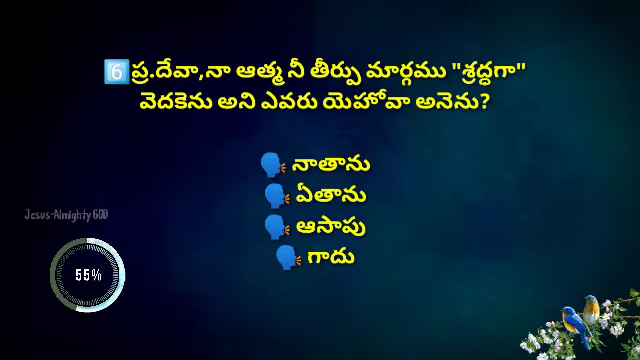 6 ప్ర.దేవా,నా ఆత్మ నీ తీర్పు మార్గము "శ్రద్ధగా"
వెదకెను అని ఎవరు యెహోవా అనెను?
నాతాను
ఏతాను
ఆసాపు
గాదు
Jesus-Almighty GOD
55%